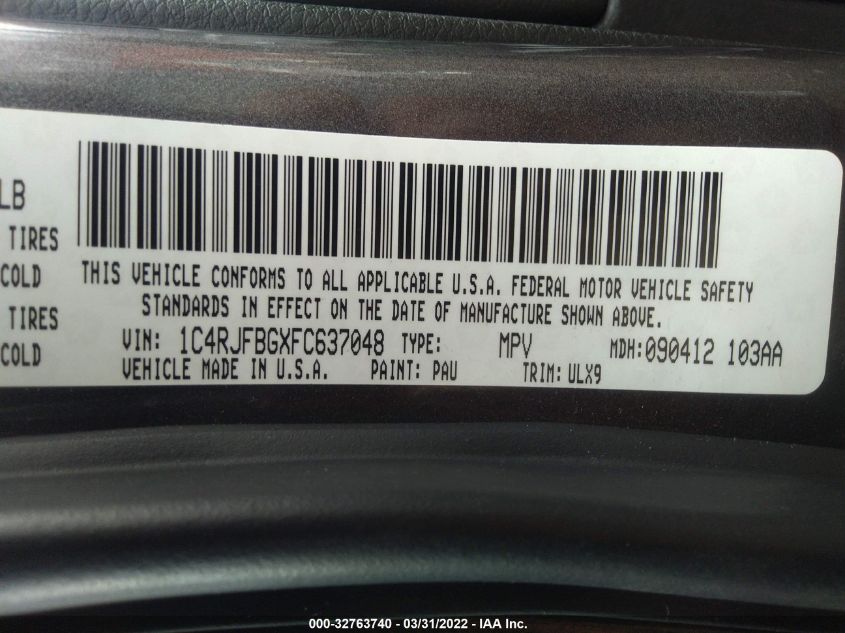 LB
TIRES
COLD
TIRES
COLD
THIS VEHICLE CONFORMS TO ALL APPLICABLE U.S.A. FEDERAL MOTOR VEHICLE SAFETY
STANDARDS IN EFFECT ON THE DATE OF MANUFACTURE SHOWN ABOVE.
VIN: 1C4RJFBGXFC637048 TYPE: MPV MDH:090412 103AA
VEHICLE MADE IN U.S.A. PAINT: PAU TRIM: ULX9
000-32763740 - 03/31/2022 - IAA Inc.